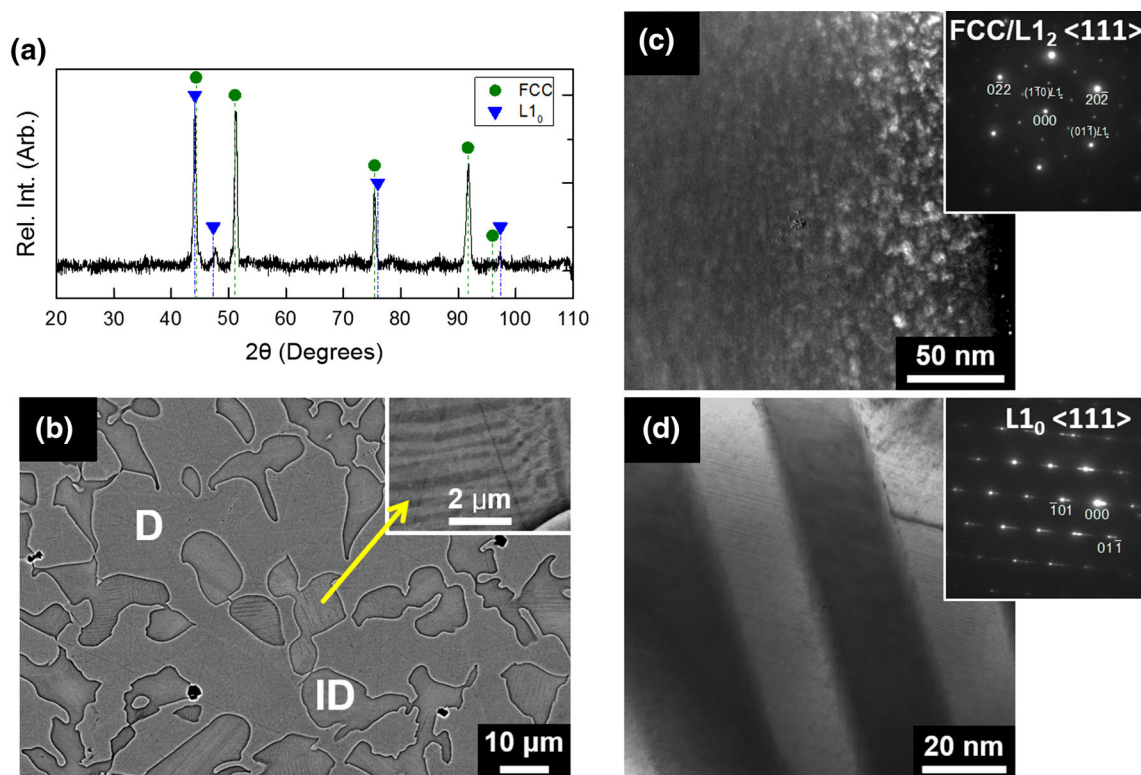 (a)
FCC
L1₀
Rel. Int. (Arb.)
20 30 40 50 60 70 80 90 100 110
2θ (Degrees)
(b)
D
ID
2 μm
10 μm
(c)
FCC/L1₂ <111>
02̄2
(11̄0)L1₂
202̄
000
(011̄)L1₂
50 nm
(d)
L1₀ <111>
1̄01
000
011̄
20 nm